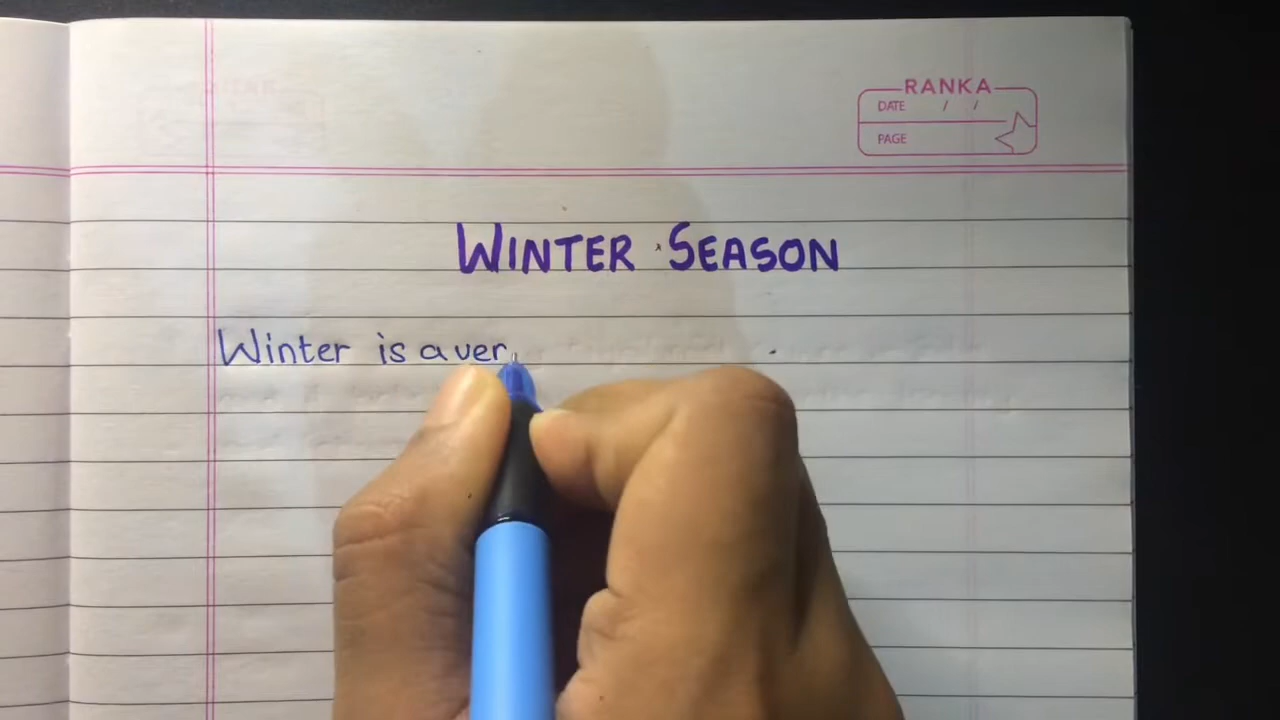 RANKA
DATE / /
PAGE
WINTER SEASON
Winter is a ver